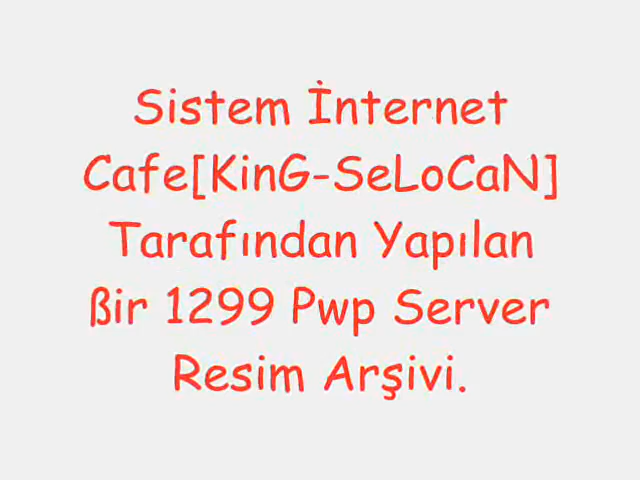 Sistem İnternet
Cafe[KinG-SeLoCaN]
Tarafından Yapılan
ßir 1299 Pwp Server
Resim Arşivi.